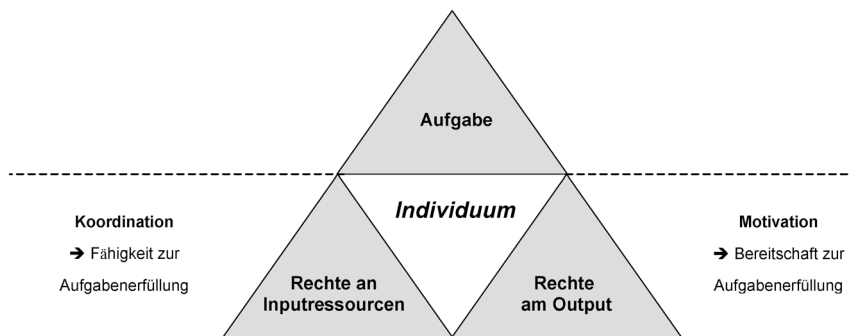 Aufgabe
Individuum
Koordination
➔ Fähigkeit zur
Aufgabenerfüllung
Rechte an
Inputressourcen
Rechte
am Output
Motivation
➔ Bereitschaft zur
Aufgabenerfüllung